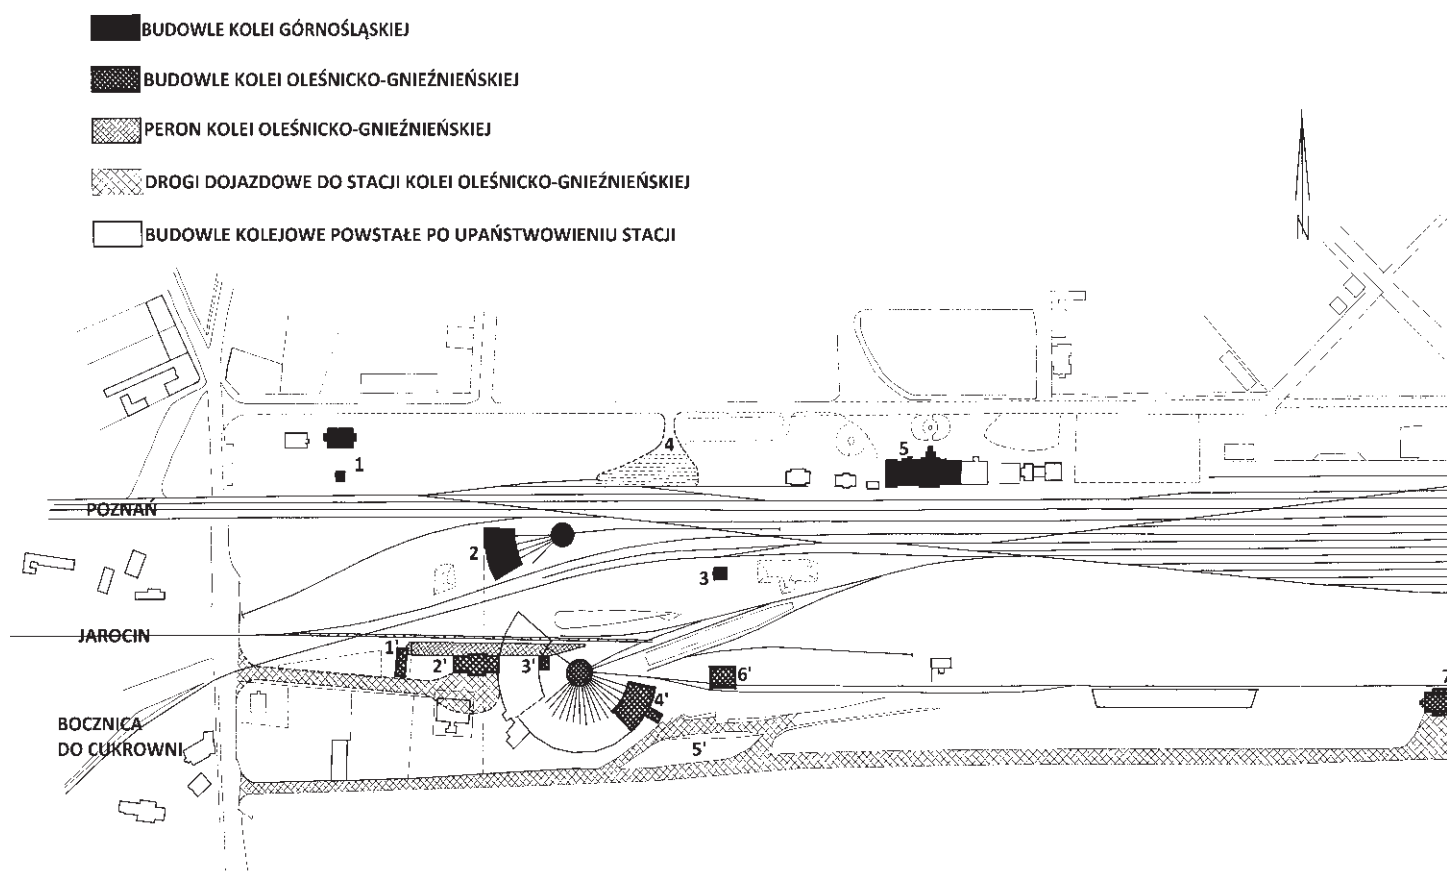 BUDOWLE KOLEI GÓRNOŚLĄSKIEJ
BUDOWLE KOLEI OLEŚNICKO-GNIEŹNIEŃSKIEJ
PERON KOLEI OLEŚNICKO-GNIEŹNIEŃSKIEJ
DROGI DOJAZDOWE DO STACJI KOLEI OLEŚNICKO-GNIEŹNIEŃSKIEJ
BUDOWLE KOLEJOWE POWSTAŁE PO UPAŃSTWOWIENIU STACJI
N
4
5
1
POZNAŃ
2
3
JAROCIN
1'
2'
3'
6'
7
4'
BOCZNICA
DO CUKROWNI
5'